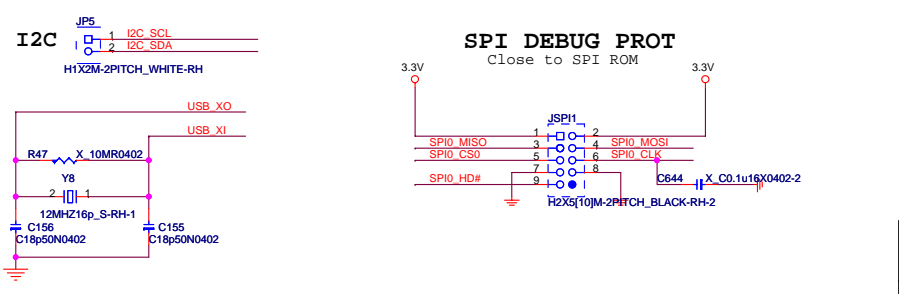 I2C
JP5
1 I2C_SCL
2 I2C_SDA
H1X2M-2PITCH_WHITE-RH
USB_XO
USB_XI
R47 X_10MR0402
Y8
2 1
12MHZ16p_S-RH-1
C156
C18p50N0402
C155
C18p50N0402
SPI DEBUG PROT
Close to SPI ROM
3.3V
3.3V
JSPI1
1 2
SPI0_MISO 3 4 SPI0_MOSI
SPI0_CS0 5 6 SPI0_CLK
7 8
SPI0_HD# 9
C644 X_C0.1u16X0402-2
H2X5[10]M-2PITCH_BLACK-RH-2